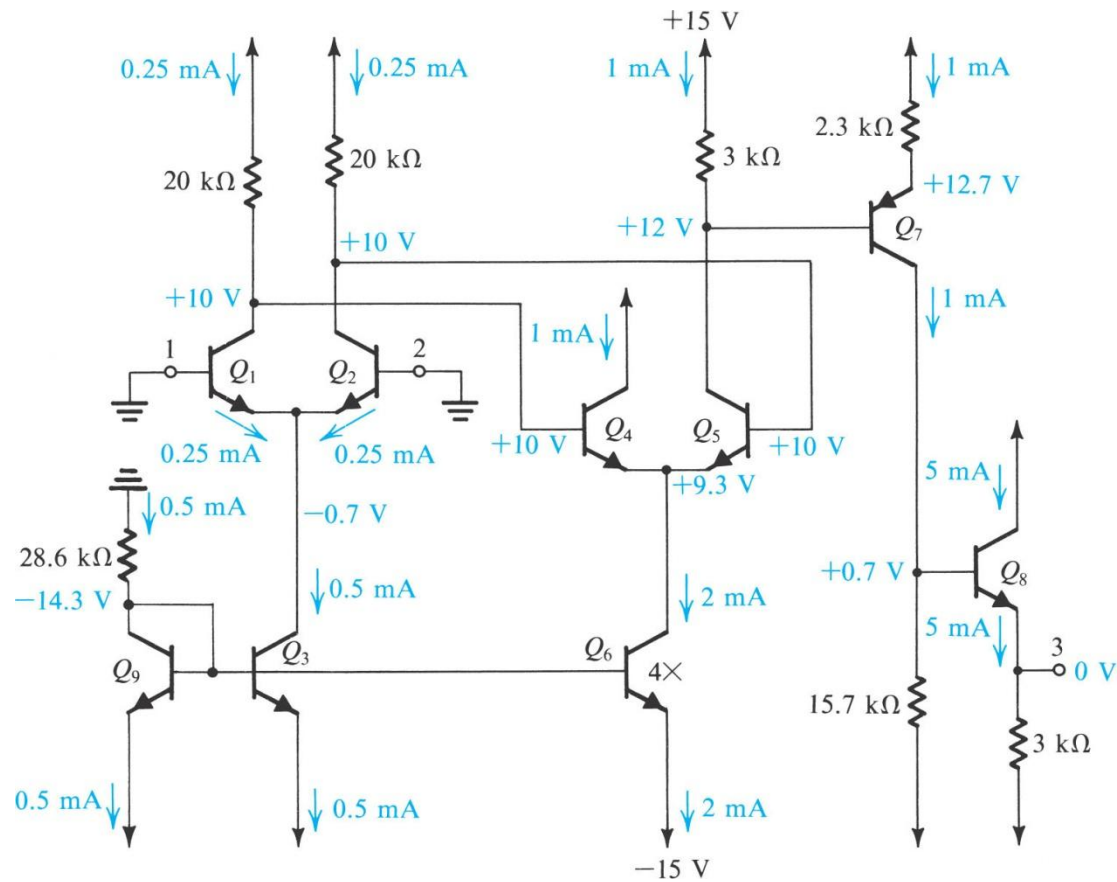 +15 V
0.25 mA
0.25 mA
1 mA
1 mA
2.3 kΩ
20 kΩ
3 kΩ
20 kΩ
+12.7 V
+12 V
Q7
+10 V
+10 V
1 mA
1 mA
1
2
Q1
Q2
Q4
Q5
+10 V
+10 V
0.25 mA
0.25 mA
+9.3 V
5 mA
0.5 mA
−0.7 V
28.6 kΩ
+0.7 V
Q8
−14.3 V
0.5 mA
2 mA
5 mA
3
Q9
Q3
Q6
4×
0 V
15.7 kΩ
3 kΩ
0.5 mA
0.5 mA
2 mA
−15 V